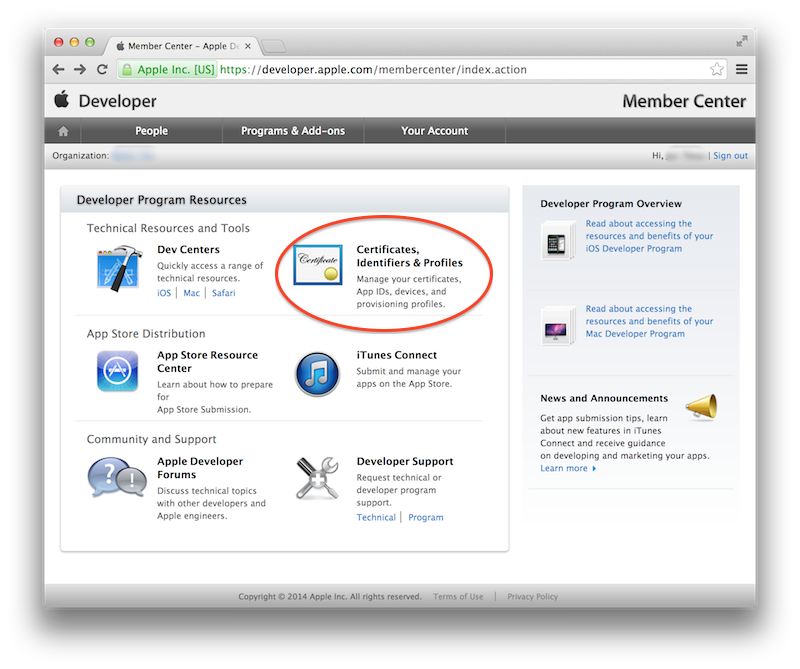 Member Center – Apple De
Apple Inc. [US] https://developer.apple.com/membercenter/index.action
Developer
Member Center
People
Programs & Add-ons
Your Account
Organization:
Hi,
| Sign out
Developer Program Resources
Technical Resources and Tools
Dev Centers
Quickly access a range of
technical resources.
iOS | Mac | Safari
Certificate
Certificates,
Identifiers & Profiles
Manage your certificates,
App IDs, devices, and
provisioning profiles.
App Store Distribution
App Store Resource
Center
Learn about how to prepare
for
App Store Submission.
iTunes Connect
Submit and manage your
apps on the App Store.
Community and Support
Apple Developer
Forums
Discuss technical topics
with other developers and
Apple engineers.
Developer Support
Request technical or
developer program
support.
Technical | Program
Developer Program Overview
Read about accessing the
resources and benefits of your
iOS Developer Program
Read about accessing the
resources and benefits of your
Mac Developer Program
News and Announcements
Get app submission tips, learn
about new features in iTunes
Connect and receive guidance
on developing and marketing your apps.
Learn more
Copyright © 2014 Apple Inc. All rights reserved. Terms of Use | Privacy Policy